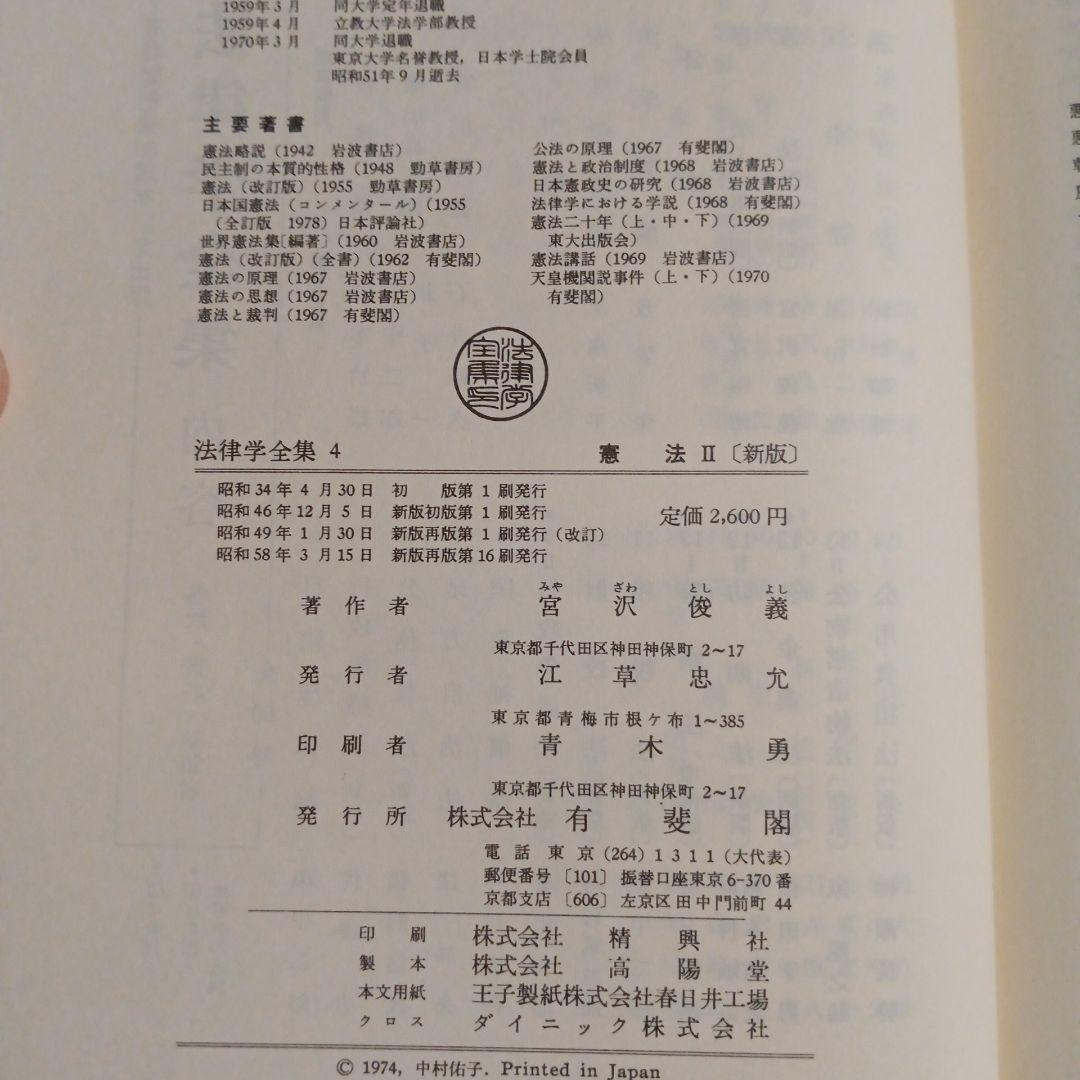 1959年3月 同大学定年退職
1959年4月 立教大学法学部教授
1970年3月 同大学退職
東京大学名誉教授，日本学士院会員
昭和51年9月逝去
主要著書
憲法略説（1942 岩波書店）
民主制の本質的性格（1948 勁草書房）
憲法（改訂版）（1955 勁草書房）
日本国憲法（コンメンタール）（1955
（全訂版 1978）日本評論社）
世界憲法集〔編著〕（1960 岩波書店）
憲法（改訂版）（全書）（1962 有斐閣）
憲法の原理（1967 岩波書店）
憲法の思想（1967 岩波書店）
憲法と裁判（1967 有斐閣）
公法の原理（1967 有斐閣）
憲法と政治制度（1968 岩波書店）
日本憲政史の研究（1968 岩波書店）
法律学における学説（1968 有斐閣）
憲法二十年（上・中・下）（1969
東大出版会）
憲法講話（1969 岩波書店）
天皇機関説事件（上・下）（1970
有斐閣）
法律学全集 4 憲 法 Ⅱ〔新版〕
昭和34年4月30日 初 版第1刷発行
昭和46年12月5日 新版初版第1刷発行
昭和49年1月30日 新版再版第1刷発行（改訂）
昭和58年3月15日 新版再版第16刷発行
定価 2,600円
みや ざわ とし よし
著作者 宮沢俊義
東京都千代田区神田神保町 2〜17
発行者 江草忠允
東京都青梅市根ヶ布 1〜385
印刷者 青木勇
東京都千代田区神田神保町 2〜17
発行所 株式会社 有斐閣
電話 東京（264）1311（大代表）
郵便番号〔101〕振替口座東京6-370番
京都支店〔606〕左京区田中門前町 44
印刷 株式会社 精興社
製本 株式会社 高陽堂
本文用紙 王子製紙株式会社春日井工場
クロス ダイニック株式会社
© 1974, 中村佑子. Printed in Japan